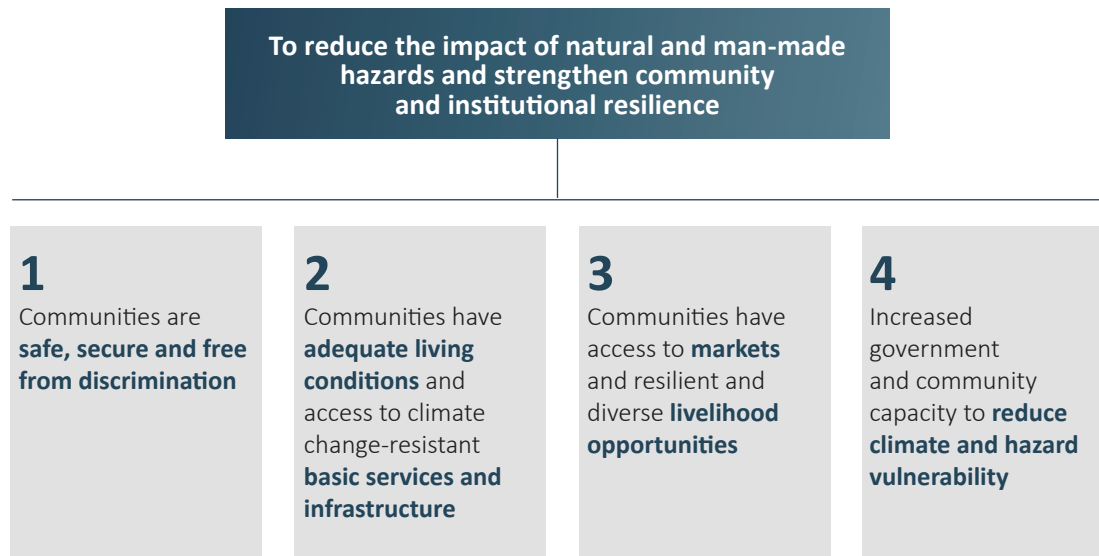 To reduce the impact of natural and man-made
hazards and strengthen community
and institutional resilience
1
Communities are
safe, secure and free
from discrimination
2
Communities have
adequate living
conditions and
access to climate
change-resistant
basic services and
infrastructure
3
Communities have
access to markets
and resilient and
diverse livelihood
opportunities
4
Increased
government
and community
capacity to reduce
climate and hazard
vulnerability